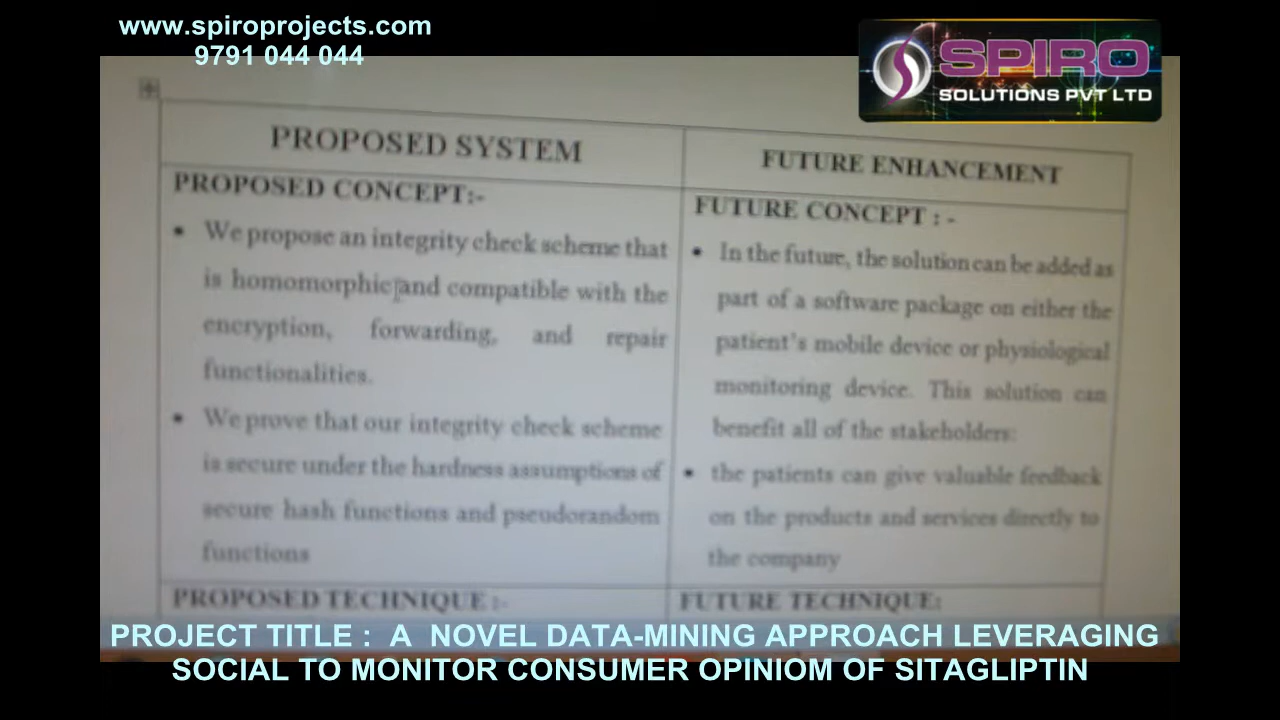 www.spiroprojects.com
9791 044 044
SPIRO
SOLUTIONS PVT LTD
PROPOSED SYSTEM
PROPOSED CONCEPT:-
• We propose an integrity check scheme that
is homomorphic and compatible with the
encryption, forwarding, and repair
functionalities.
• We prove that our integrity check scheme
is secure under the hardness assumptions of
secure hash functions and pseudorandom
functions
PROPOSED TECHNIQUE :-
FUTURE ENHANCEMENT
FUTURE CONCEPT : -
• In the future, the solution can be added as
part of a software package on either the
patient's mobile device or physiological
monitoring device. This solution can
benefit all of the stakeholders:
• the patients can give valuable feedback
on the products and services directly to
the company
FUTURE TECHNIQUE:
PROJECT TITLE : A NOVEL DATA-MINING APPROACH LEVERAGING
SOCIAL TO MONITOR CONSUMER OPINIOM OF SITAGLIPTIN